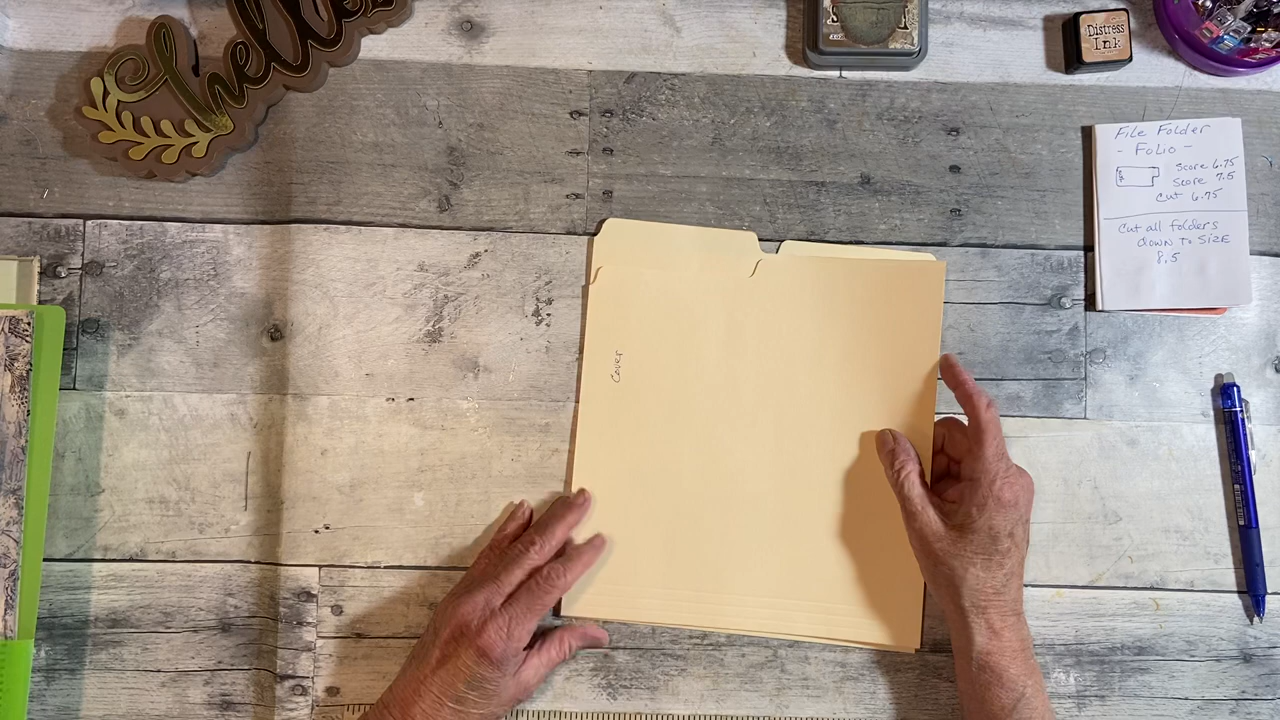 hello
Distress
Ink
File Folder
- Folio -
Score 6.75
Score 7.5
Cut 6.75
Cut all folders
down to size
8.5
Cover